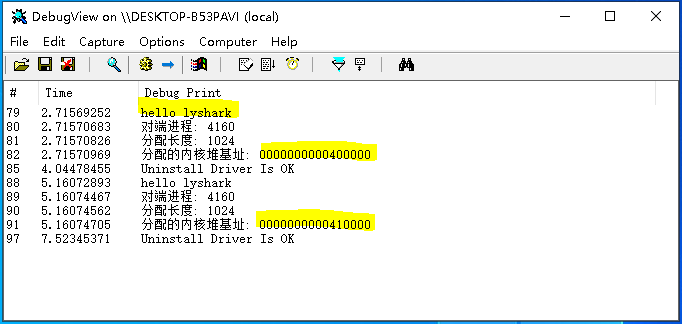 DebugView on \\DESKTOP-B53PAVI (local)
File Edit Capture Options Computer Help
# Time Debug Print
79 2.71569252 hello lyshark
80 2.71570683 对端进程: 4160
81 2.71570826 分配长度: 1024
82 2.71570969 分配的内核堆基址: 0000000000400000
85 4.04478455 Uninstall Driver Is OK
88 5.16072893 hello lyshark
89 5.16074467 对端进程: 4160
90 5.16074562 分配长度: 1024
91 5.16074705 分配的内核堆基址: 0000000000410000
97 7.52345371 Uninstall Driver Is OK